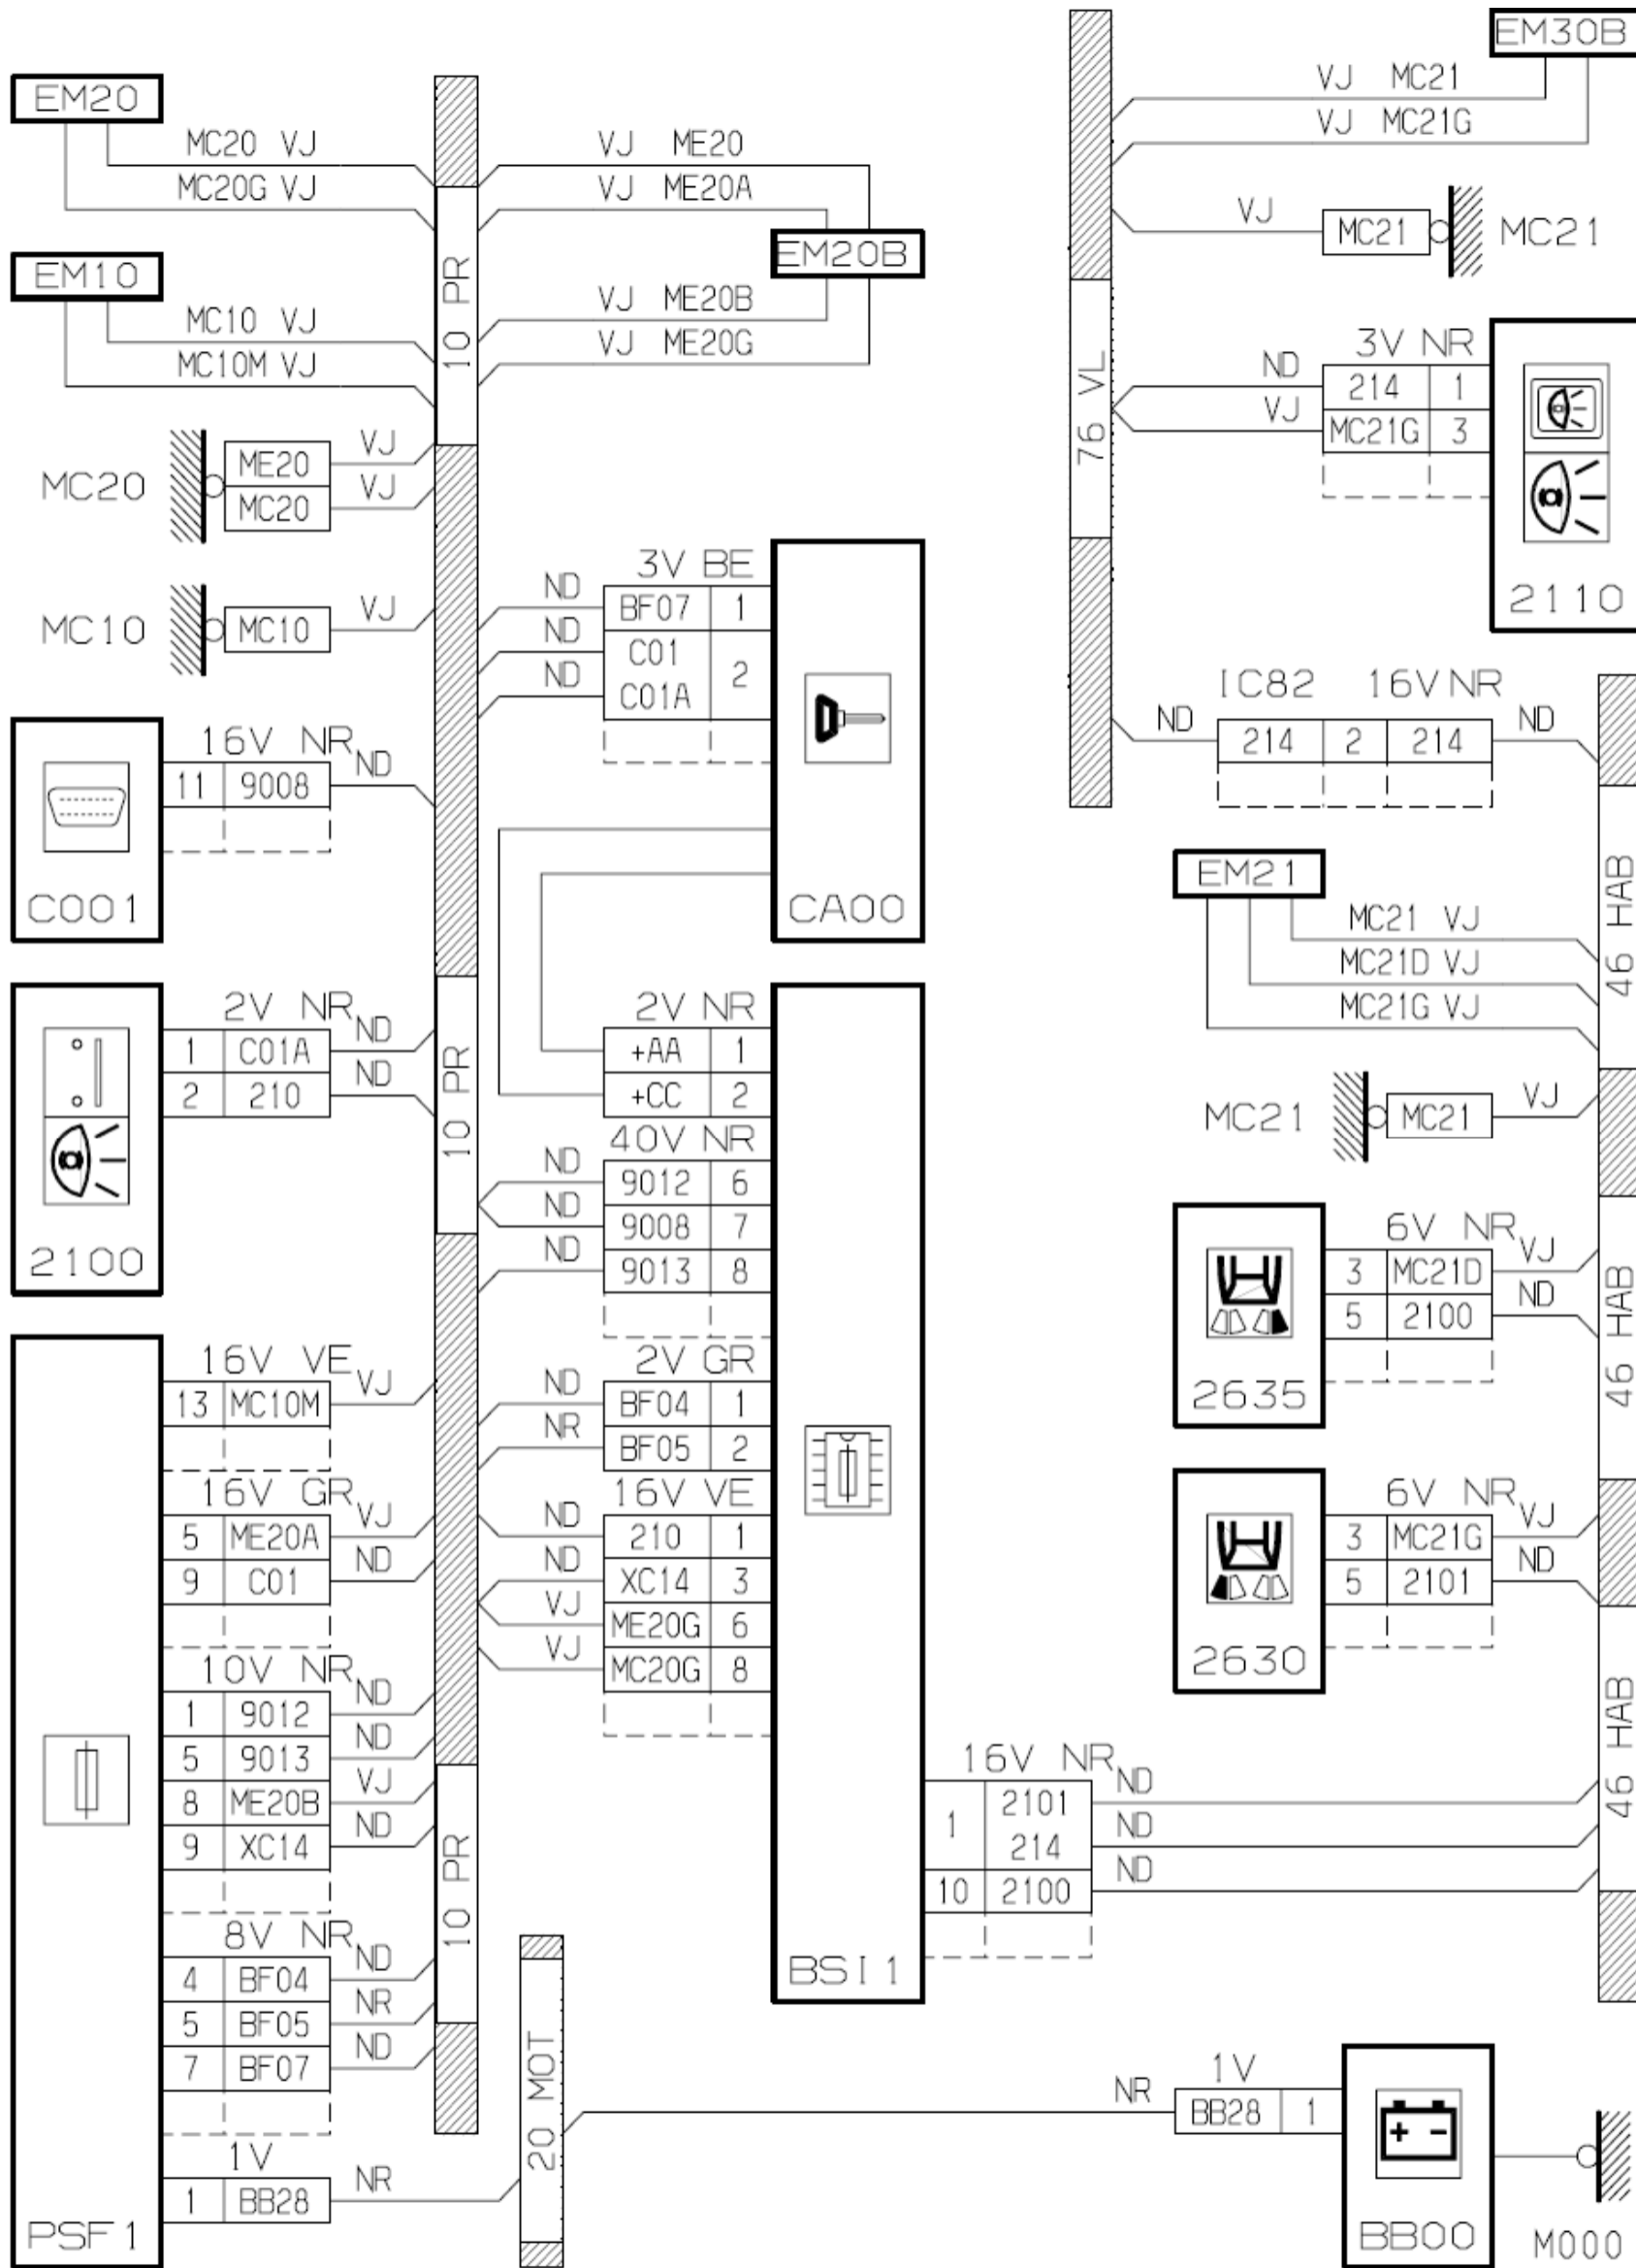 EM20
MC20 VJ
MC20G VJ
EM10
MC10 VJ
MC10M VJ
MC20
ME20 VJ
MC20 VJ
MC10
MC10 VJ
16V NR
11 9008 ND
C001
2V NR
1 C01A ND
2 210 ND
2100
16V VE
13 MC10M VJ
16V GR
5 ME20A VJ
9 C01 ND
10V NR
1 9012 ND
5 9013 ND
8 ME20B VJ
9 XC14 ND
8V NR
4 BF04 ND
5 BF05 NR
7 BF07 ND
1V
1 BB28 NR
PSF1
10 PR
10 PR
10 PR
20 MOT
VJ ME20
VJ ME20A
EM20B
VJ ME20B
VJ ME20G
3V BE
ND BF07 1
ND C01 2
ND C01A
CA00
2V NR
+AA 1
+CC 2
40V NR
ND 9012 6
ND 9008 7
ND 9013 8
2V GR
ND BF04 1
NR BF05 2
16V VE
ND 210 1
ND XC14 3
VJ ME20G 6
VJ MC20G 8
BSI1
16V NR
1 2101 ND
214 ND
10 2100 ND
76 VL
EM30B
VJ MC21
VJ MC21G
VJ MC21 MC21
3V NR
ND 214 1
VJ MC21G 3
2110
IC82 16V NR
ND 214 2 214 ND
EM21
MC21 VJ
MC21D VJ
MC21G VJ
MC21 MC21 VJ
6V NR
3 MC21D VJ
5 2100 ND
2635
6V NR
3 MC21G VJ
5 2101 ND
2630
46 HAB
46 HAB
46 HAB
1V
NR BB28 1
+ -
BB00
M000